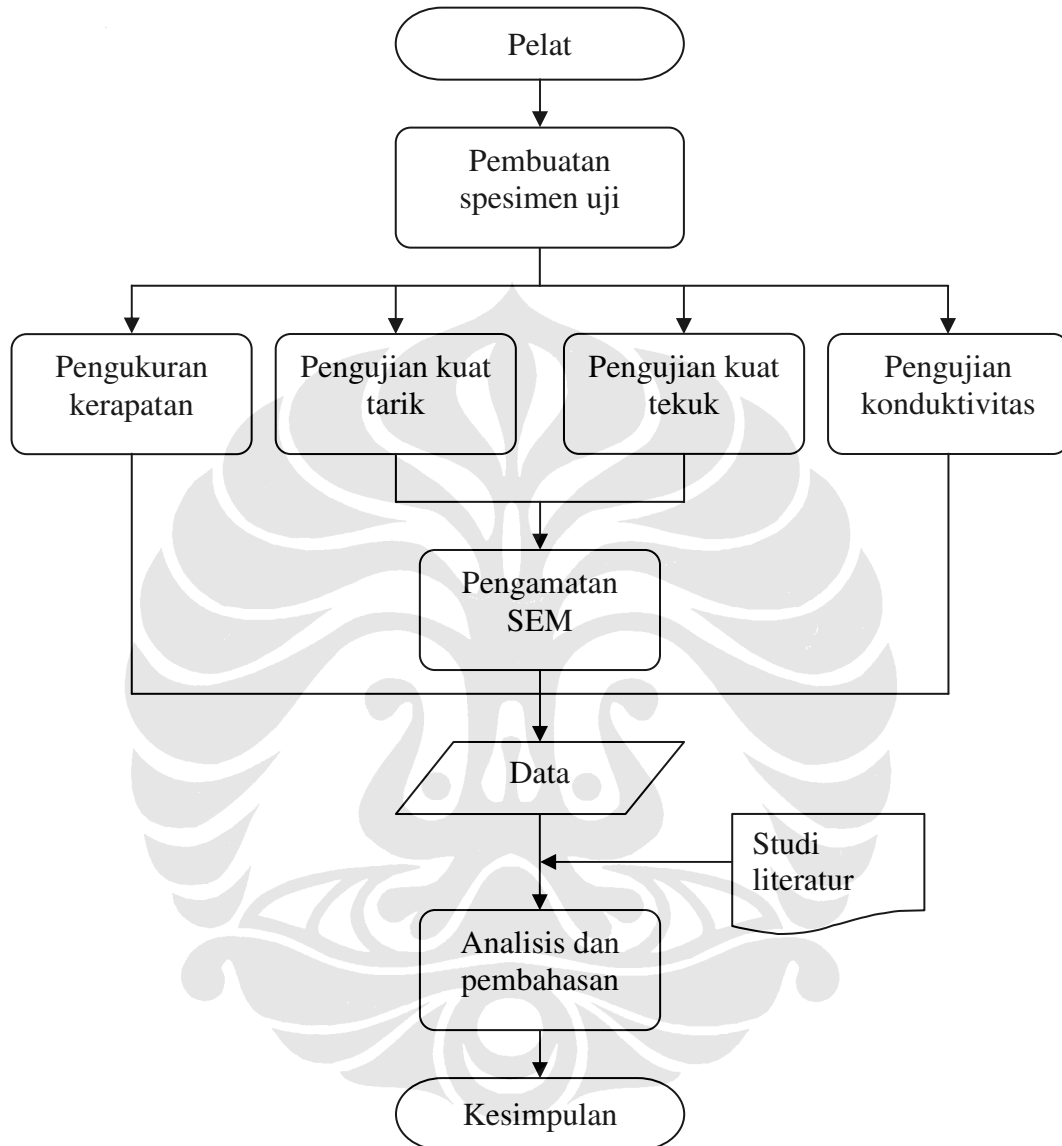 Pelat
Pembuatan
spesimen uji
Pengukuran
kerapatan
Pengujian kuat
tarik
Pengujian kuat
tekuk
Pengujian
konduktivitas
Pengamatan
SEM
Data
Studi
literatur
Analisis dan
pembahasan
Kesimpulan